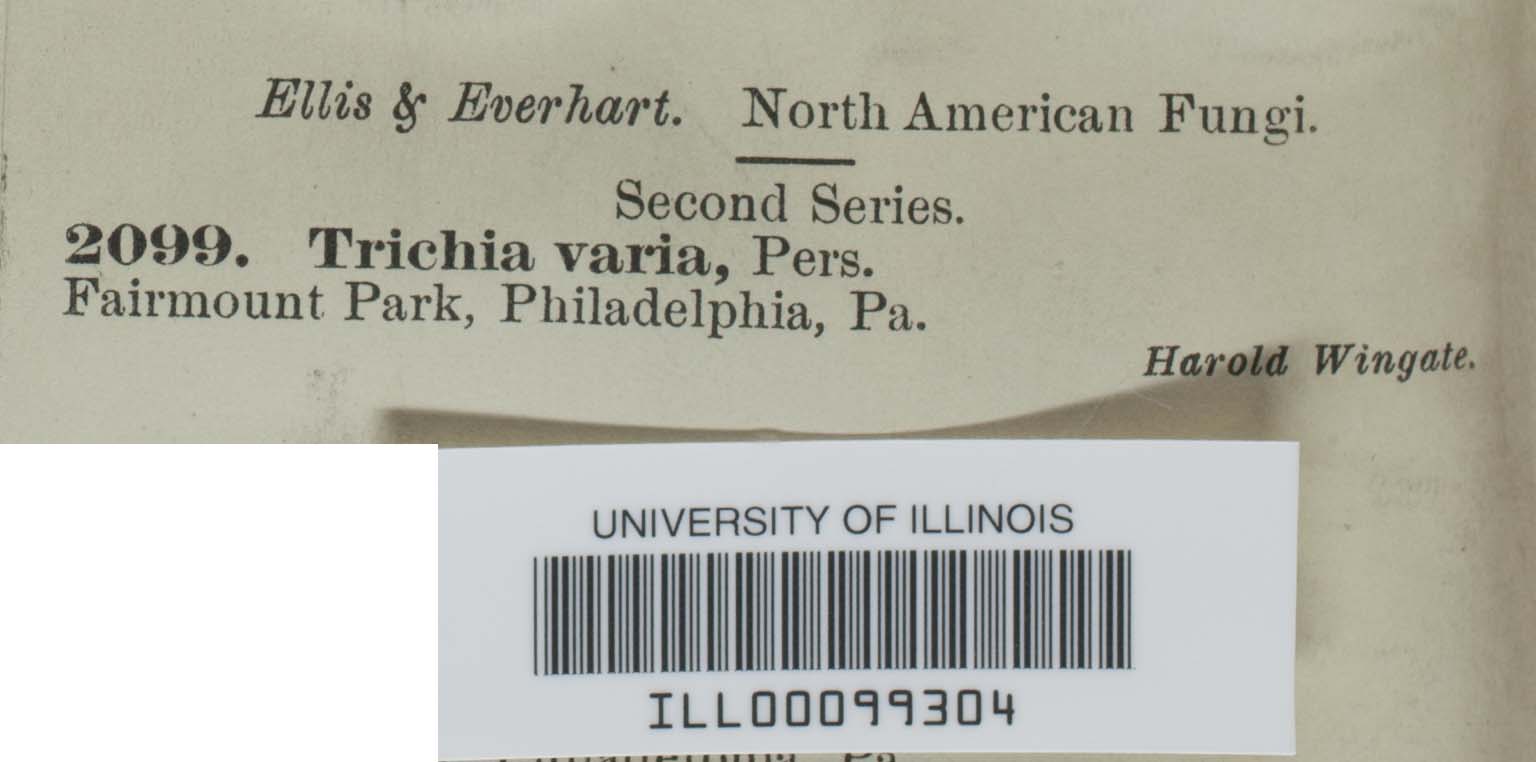 Ellis & Everhart. North American Fungi.
Second Series.
2099. Trichia varia, Pers.
Fairmount Park, Philadelphia, Pa.
Harold Wingate.
UNIVERSITY OF ILLINOIS
ILL00099304